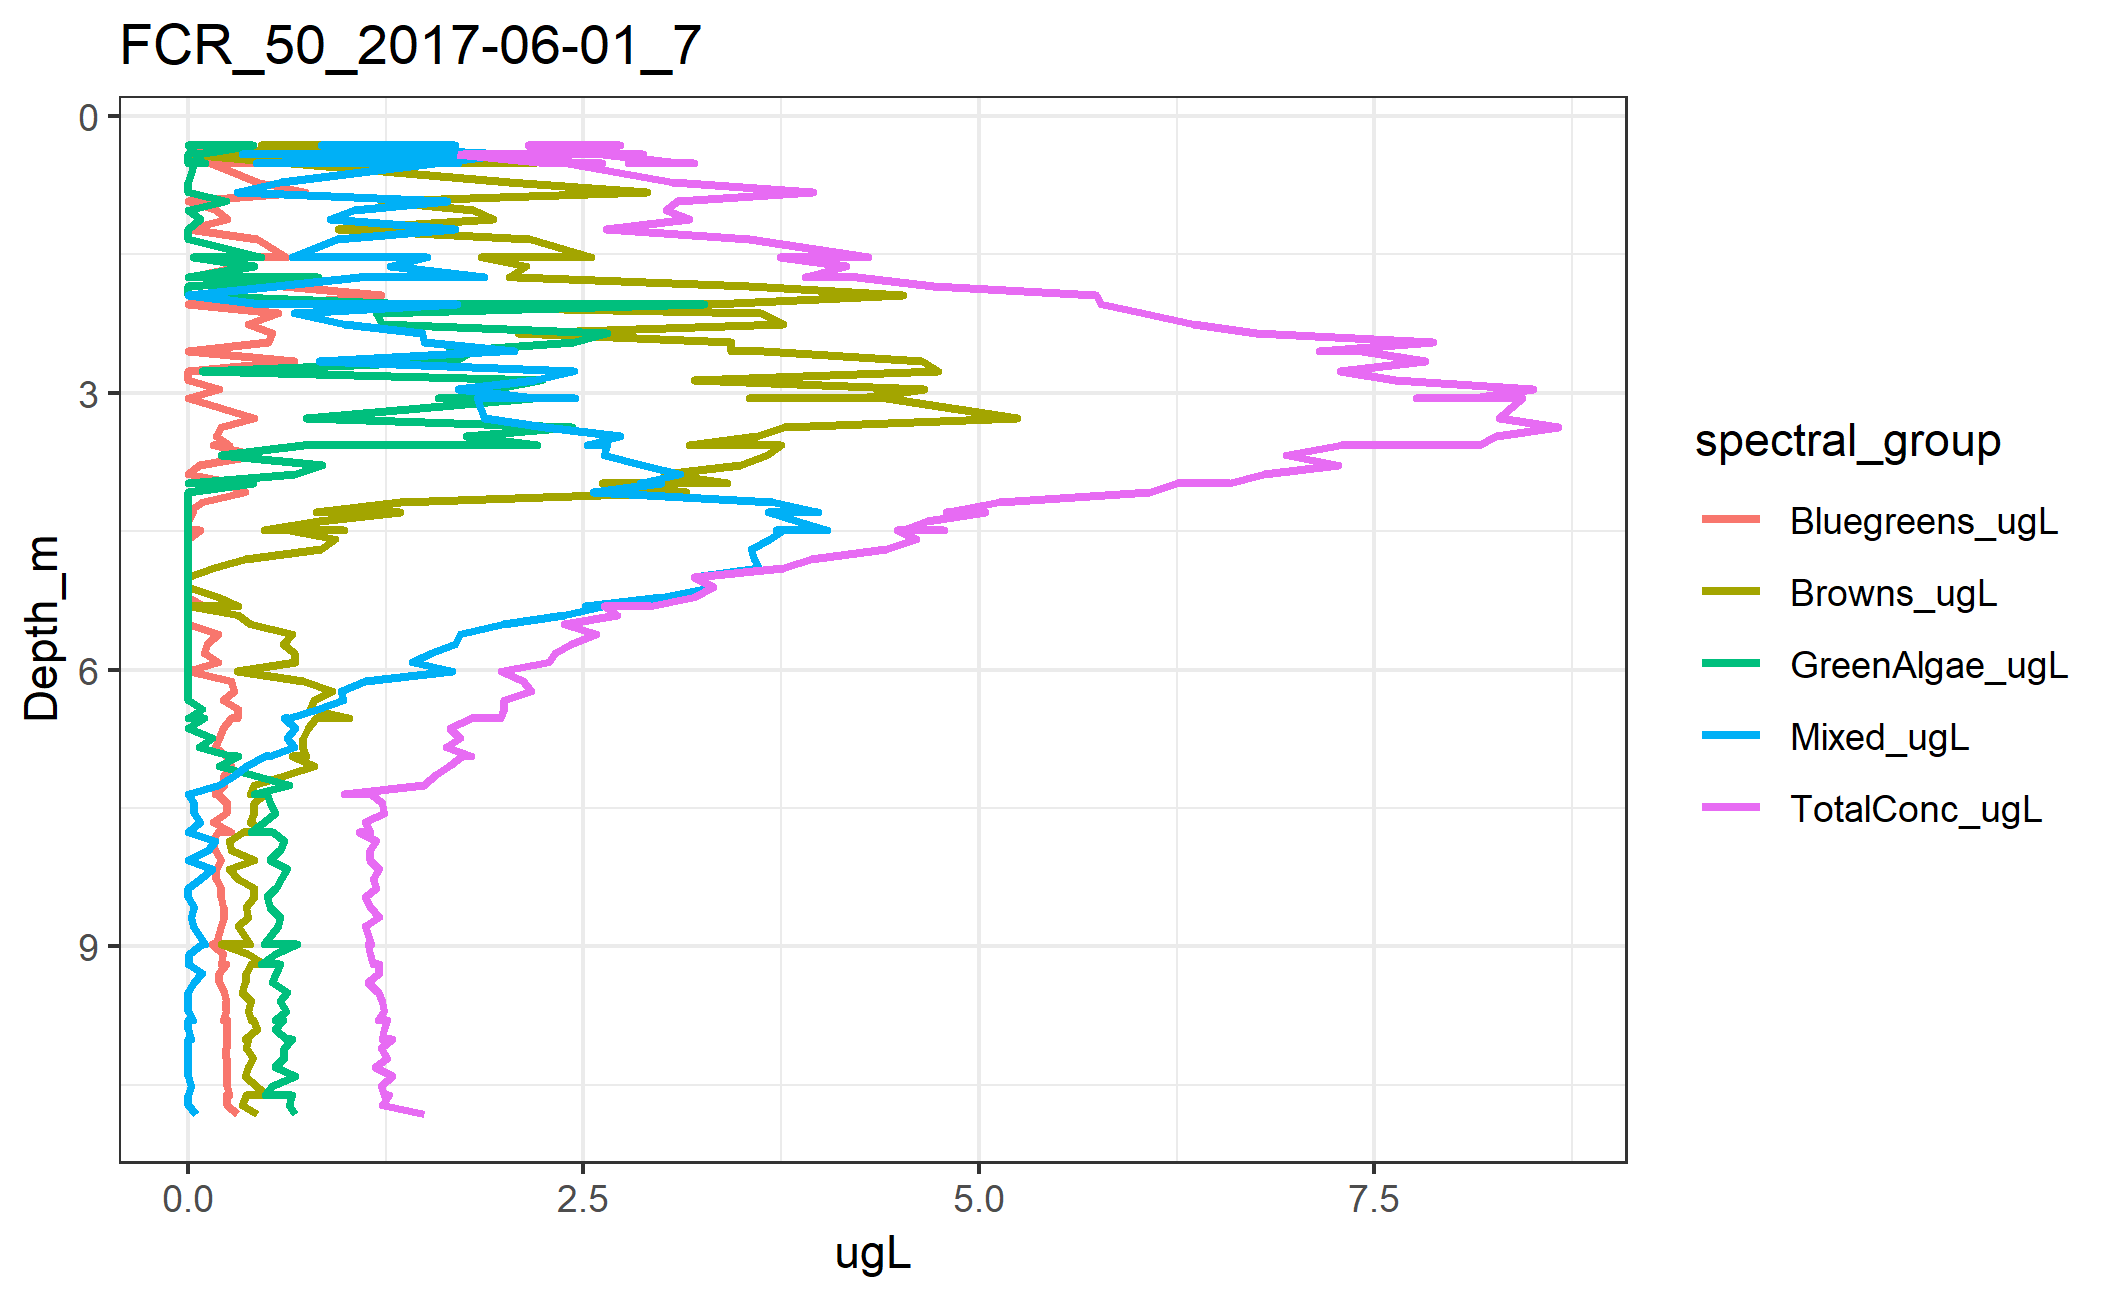 FCR_50_2017-06-01_7
0
3
6
9
Depth_m
0.0 2.5 5.0 7.5
ugL
spectral_group
Bluegreens_ugL
Browns_ugL
GreenAlgae_ugL
Mixed_ugL
TotalConc_ugL